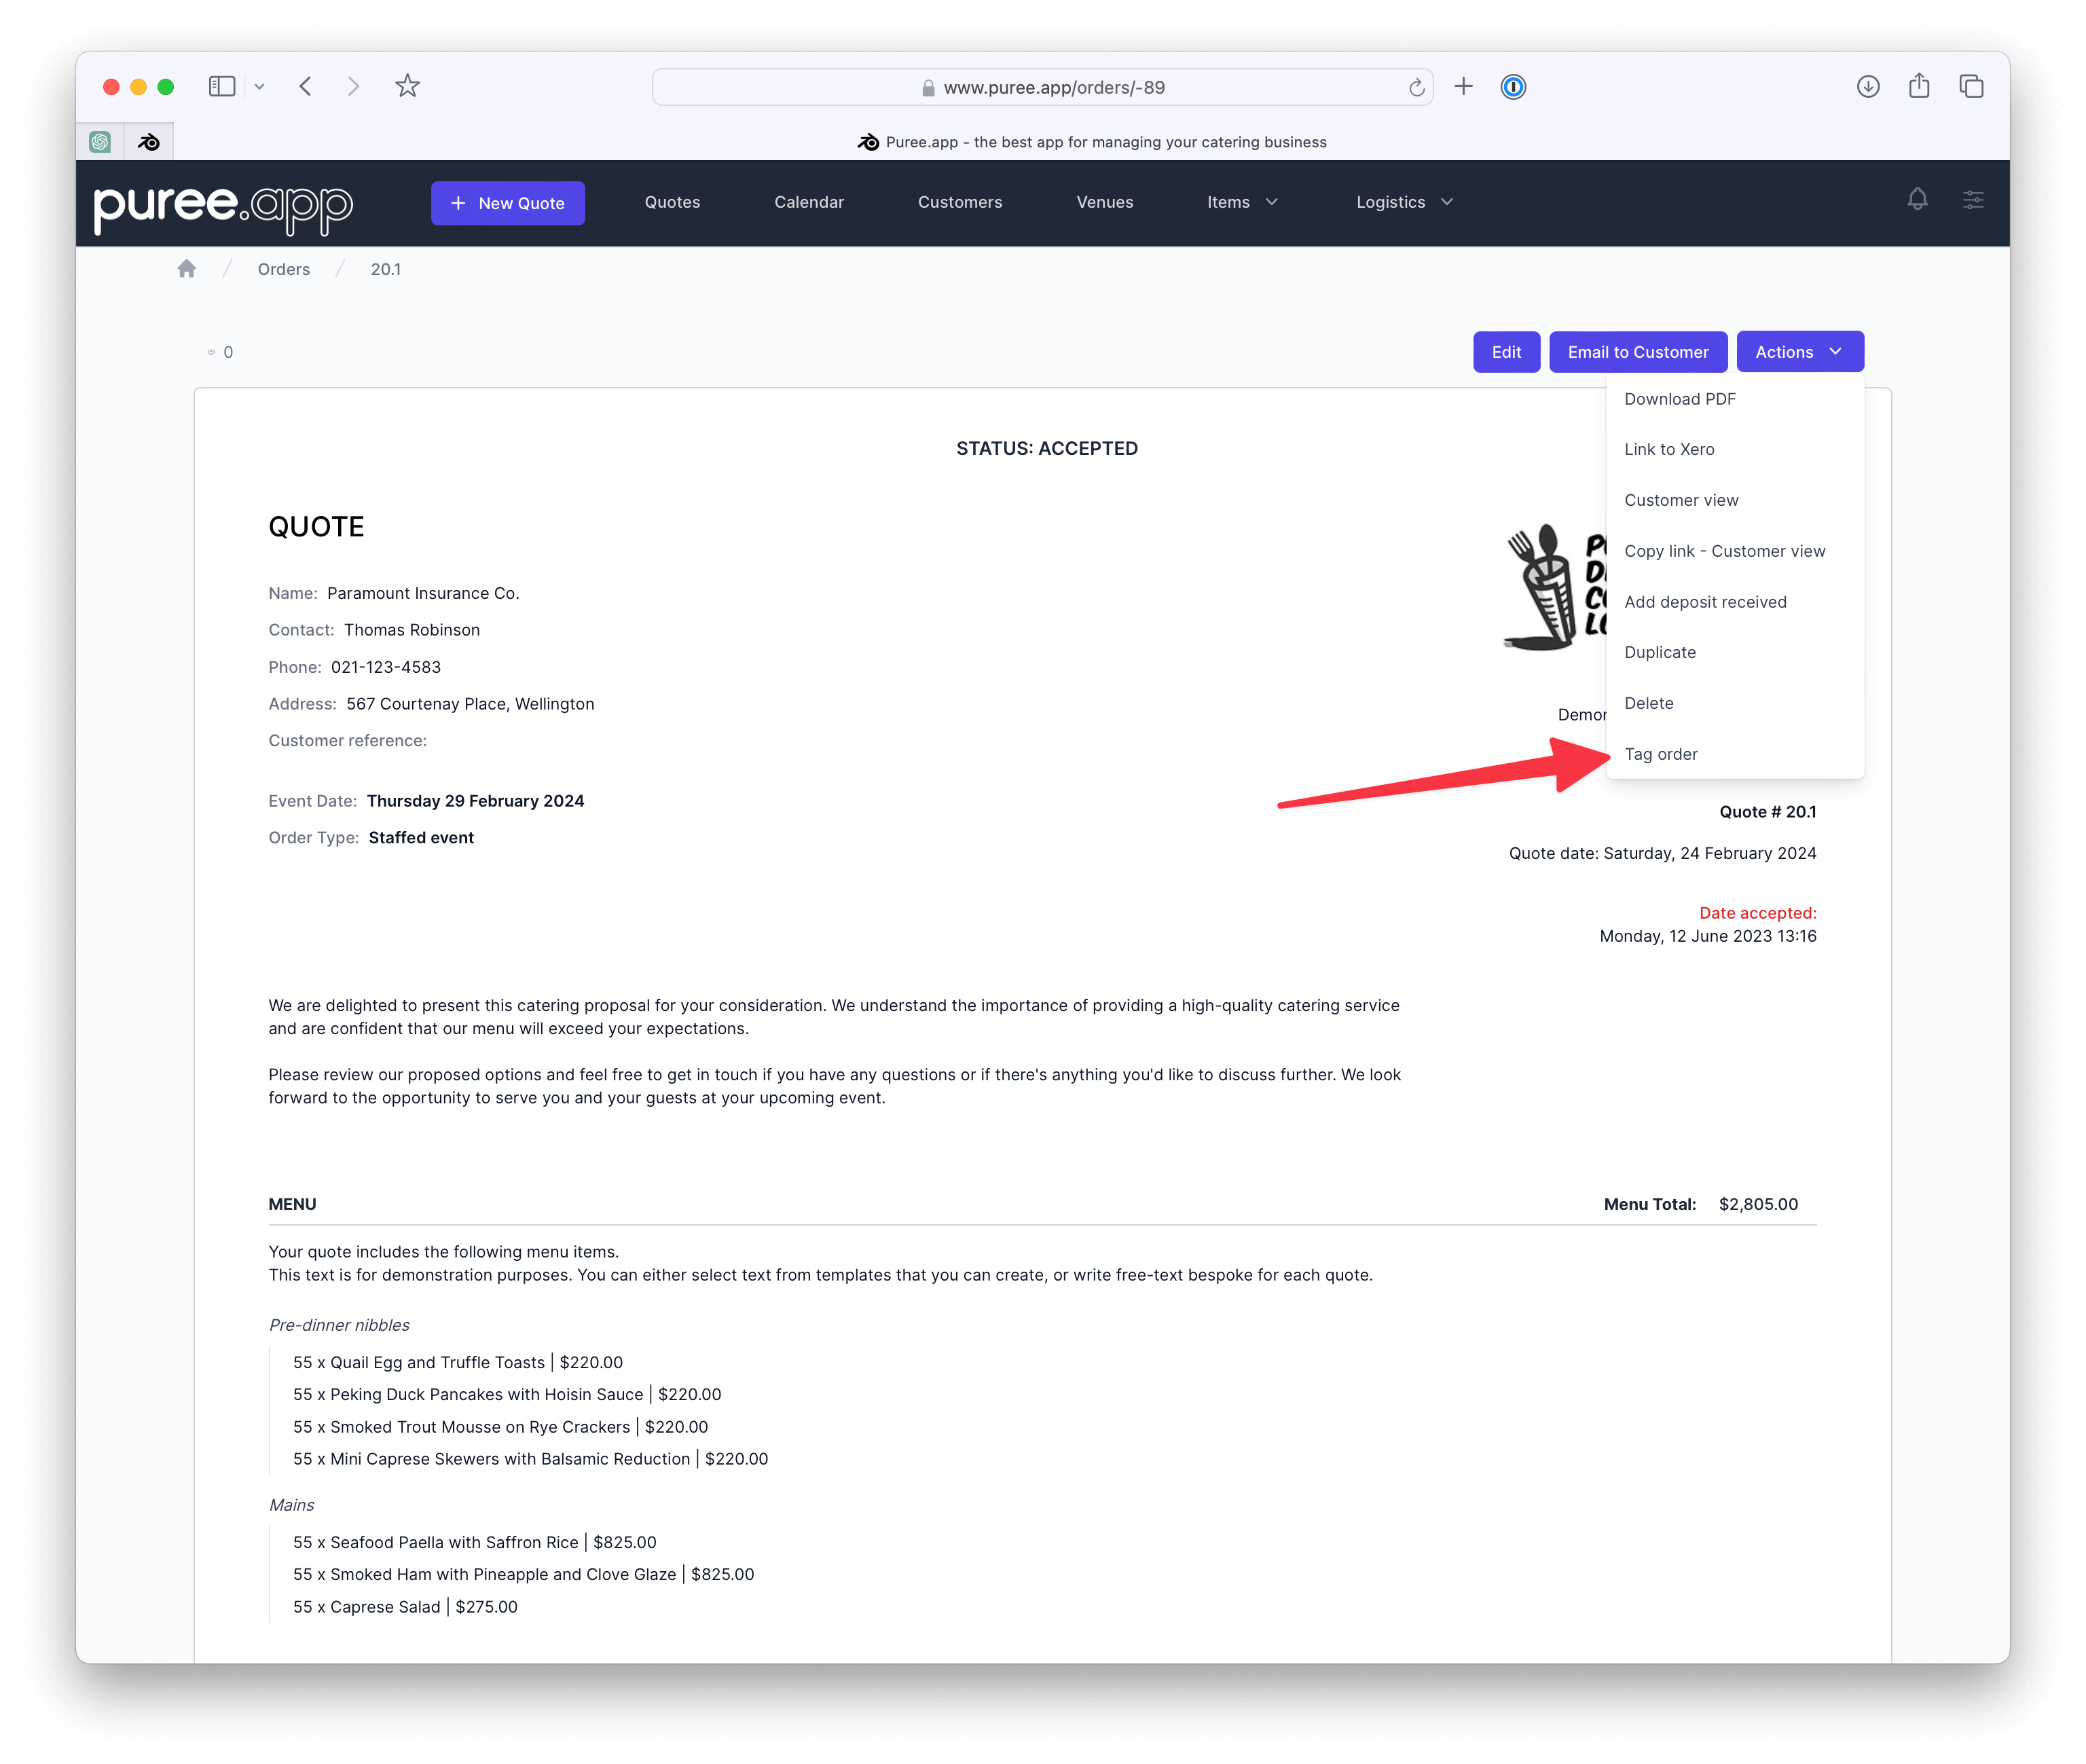 www.puree.app/orders/-89
Puree.app - the best app for managing your catering business
puree.app
+ New Quote
Quotes
Calendar
Customers
Venues
Items
Logistics
/ Orders / 20.1
0
Edit
Email to Customer
Actions
Download PDF
Link to Xero
Customer view
Copy link - Customer view
Add deposit received
Duplicate
Delete
Tag order
STATUS: ACCEPTED
QUOTE
Name: Paramount Insurance Co.
Contact: Thomas Robinson
Phone: 021-123-4583
Address: 567 Courtenay Place, Wellington
Customer reference:
Event Date: Thursday 29 February 2024
Order Type: Staffed event
Quote # 20.1
Quote date: Saturday, 24 February 2024
Date accepted:
Monday, 12 June 2023 13:16
We are delighted to present this catering proposal for your consideration. We understand the importance of providing a high-quality catering service
and are confident that our menu will exceed your expectations.
Please review our proposed options and feel free to get in touch if you have any questions or if there's anything you'd like to discuss further. We look
forward to the opportunity to serve you and your guests at your upcoming event.
MENU
Menu Total: $2,805.00
Your quote includes the following menu items.
This text is for demonstration purposes. You can either select text from templates that you can create, or write free-text bespoke for each quote.
Pre-dinner nibbles
55 x Quail Egg and Truffle Toasts | $220.00
55 x Peking Duck Pancakes with Hoisin Sauce | $220.00
55 x Smoked Trout Mousse on Rye Crackers | $220.00
55 x Mini Caprese Skewers with Balsamic Reduction | $220.00
Mains
55 x Seafood Paella with Saffron Rice | $825.00
55 x Smoked Ham with Pineapple and Clove Glaze | $825.00
55 x Caprese Salad | $275.00